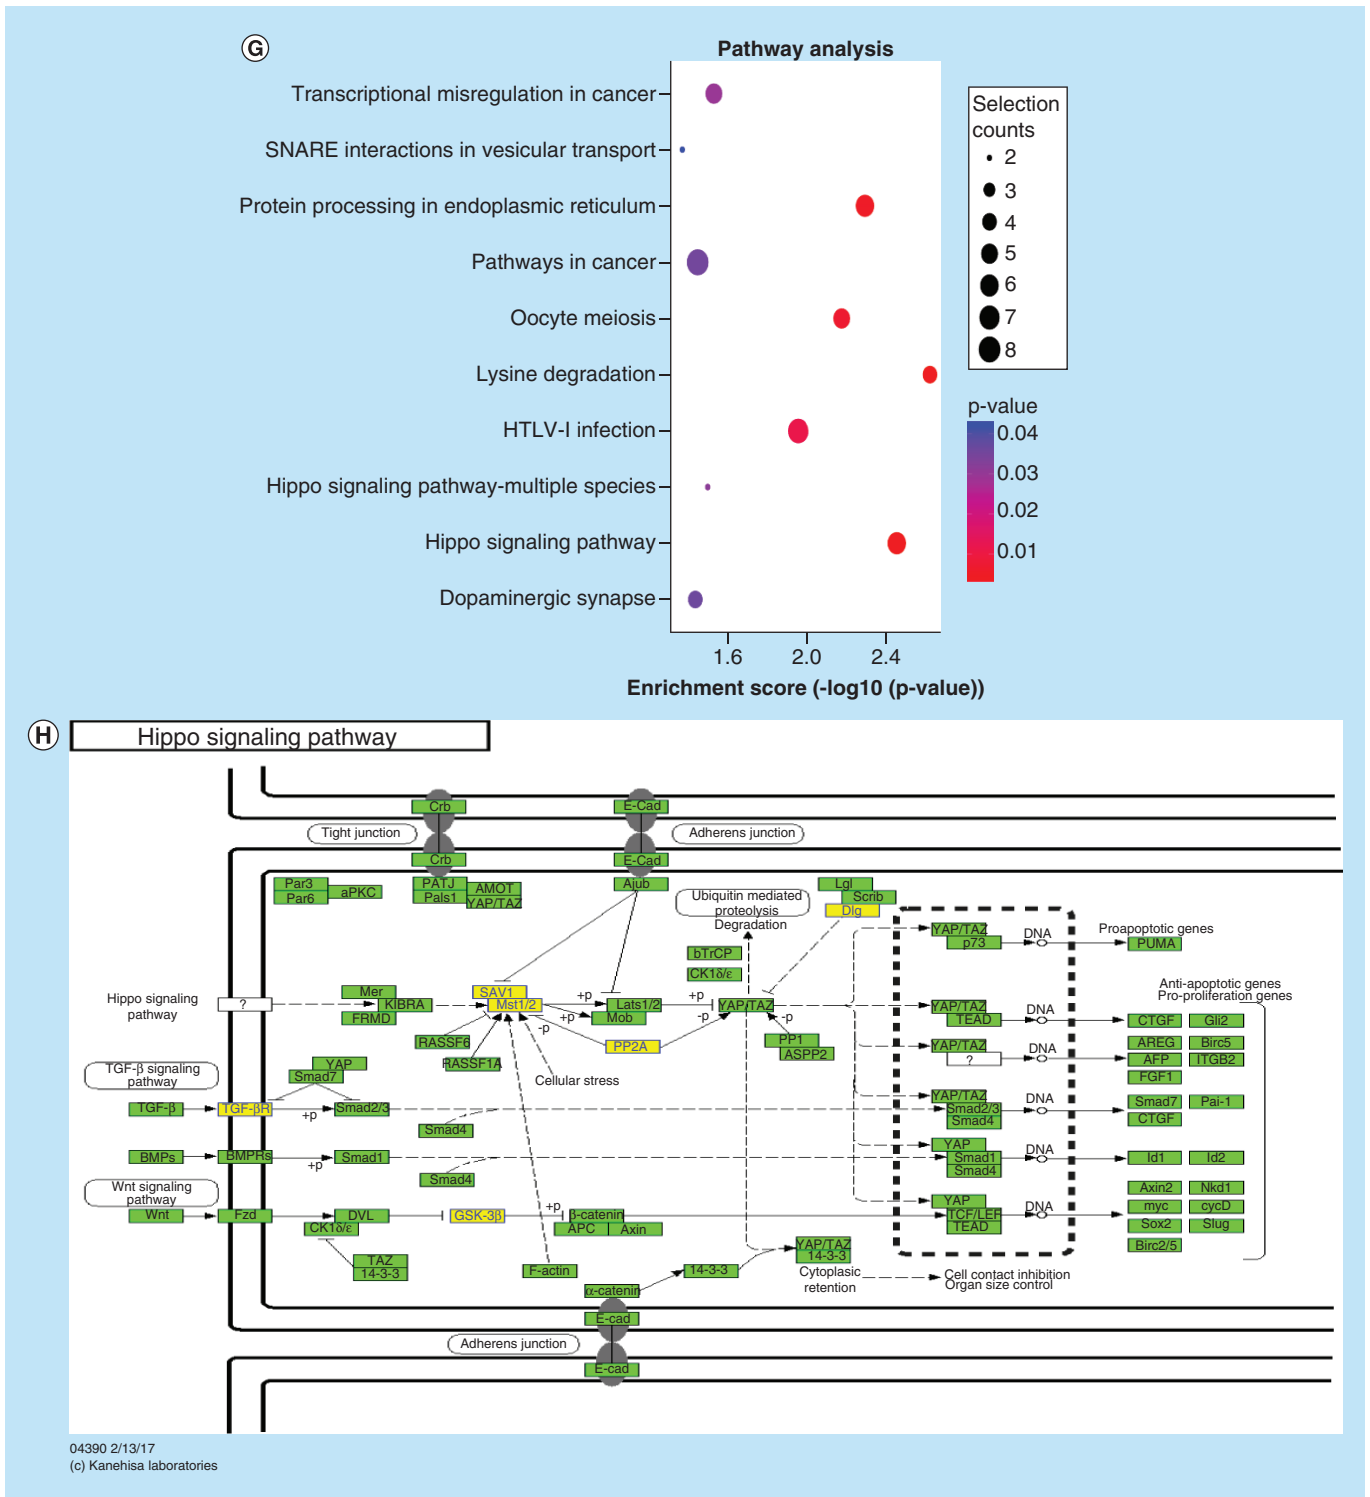 G
Pathway analysis
Transcriptional misregulation in cancer
SNARE interactions in vesicular transport
Protein processing in endoplasmic reticulum
Pathways in cancer
Oocyte meiosis
Lysine degradation
HTLV-I infection
Hippo signaling pathway-multiple species
Hippo signaling pathway
Dopaminergic synapse
1.6 2.0 2.4
Enrichment score (-log10 (p-value))
Selection
counts
2
3
4
5
6
7
8
p-value
0.04
0.03
0.02
0.01
H
Hippo signaling pathway
Crb E-Cad
Tight junction Adherens junction
Crb E-Cad
Par3 PATJ AMOT Ajub Lgl
Par6 aPKC Pals1 YAP/TAZ Scrib
Ubiquitin mediated
proteolysis
Degradation
Dlg
YAP/TAZ DNA Proapoptotic genes
p73 PUMA
bTrCP
CK1δ/ε
Anti-apoptotic genes
Pro-proliferation genes
Hippo signaling
pathway
?
Mer SAV1
KIBRA Mst1/2 +p Lats1/2 +p YAP/TAZ
FRMD -p +p Mob -p -p
YAP/TAZ DNA
TEAD CTGF Gli2
RASSF6 PP2A PP1
RASSF1A ASPP2
Cellular stress
YAP/TAZ DNA AREG Birc5
? AFP ITGB2
FGF1
TGF-β signaling
pathway
YAP
Smad7
TGF-β TGF-βR +p Smad2/3
Smad4
YAP/TAZ DNA Smad7 Pai-1
Smad2/3
Smad4 CTGF
BMPs BMPRs +p Smad1
Smad4
YAP DNA
Smad1 Id1 Id2
Smad4
Wnt signaling
pathway
Wnt Fzd DVL GSK-3β +p β-catenin
CK1δ/ε APC Axin
YAP DNA Axin2 Nkd1
TCF/LEF myc cycD
TEAD Sox2 Slug
Birc2/5
TAZ
14-3-3
F-actin 14-3-3 YAP/TAZ
14-3-3
α-catenin
Cytoplasic
retention
Cell contact inhibition
Organ size control
E-cad
Adherens junction
E-cad
04390 2/13/17
(c) Kanehisa laboratories